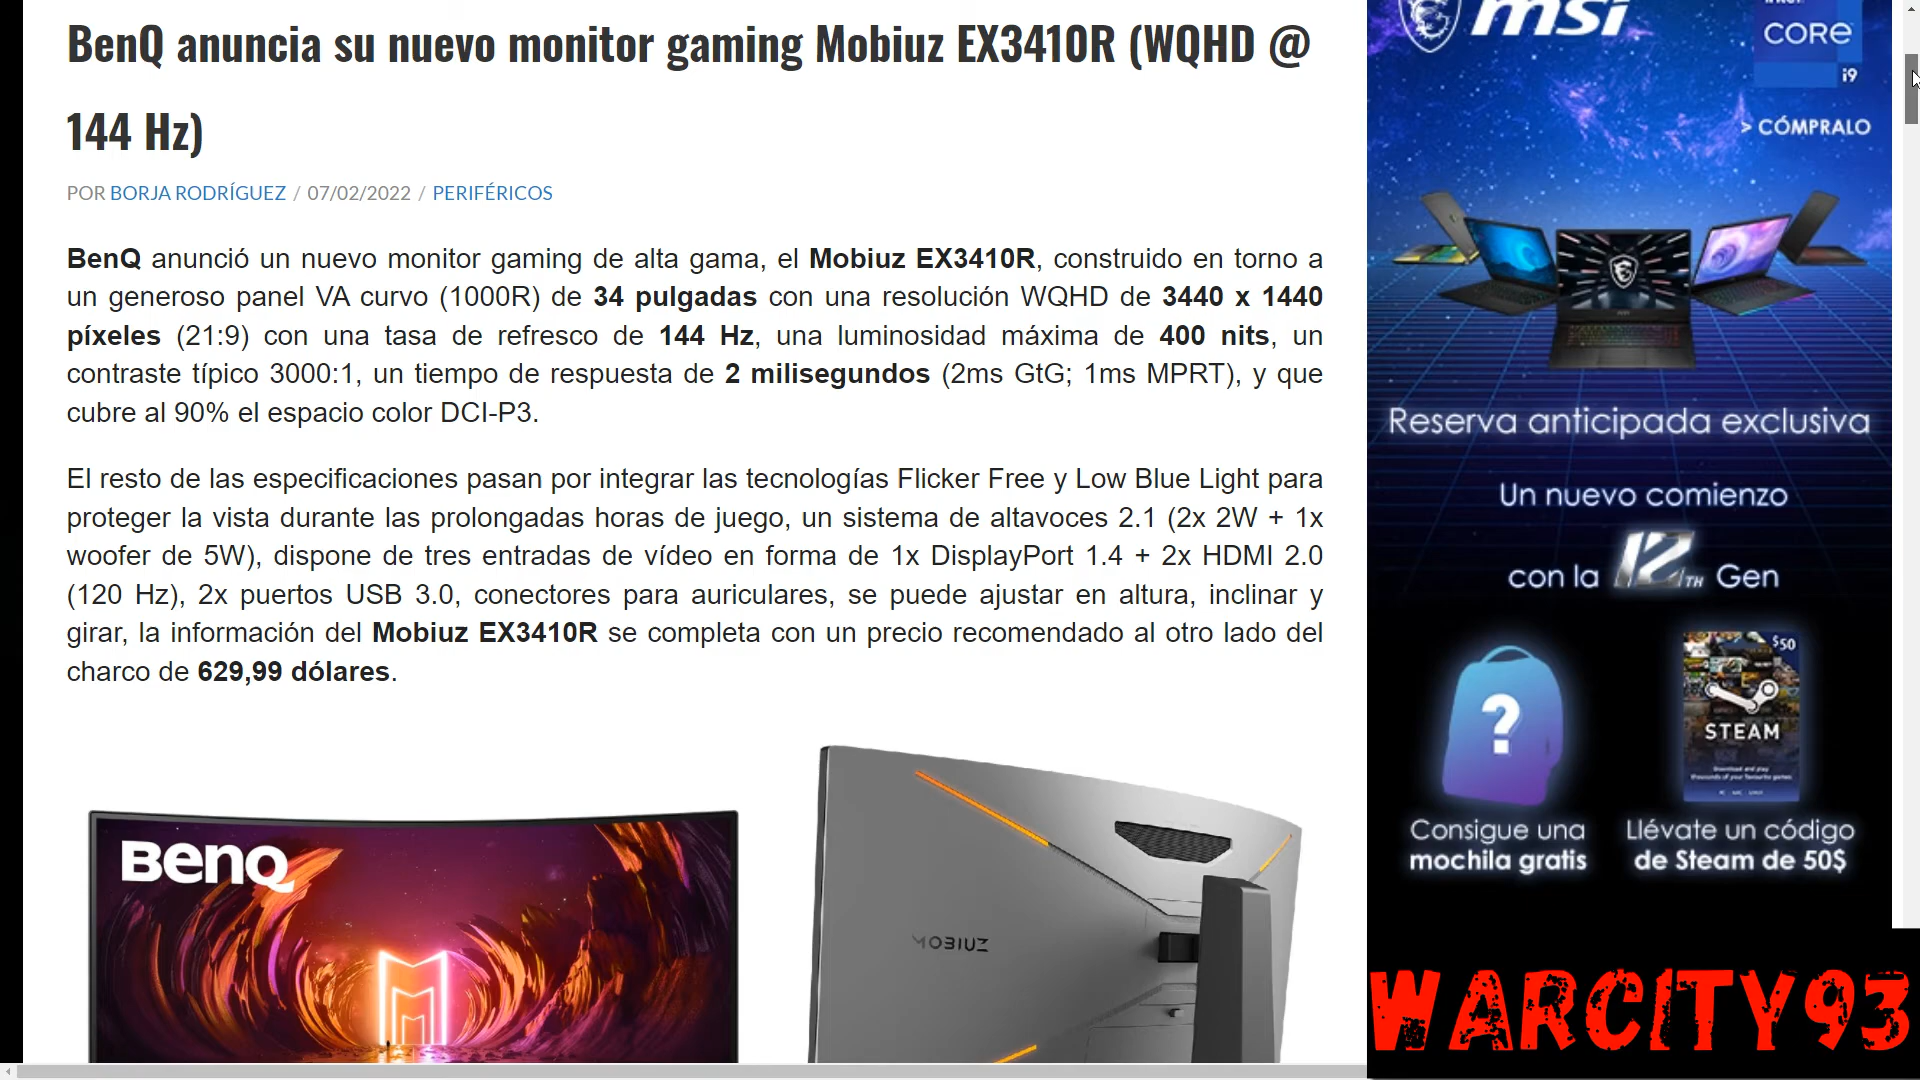 BenQ anuncia su nuevo monitor gaming Mobiuz EX3410R (WQHD @
144 Hz)
POR BORJA RODRÍGUEZ / 07/02/2022 / PERIFÉRICOS
BenQ anunció un nuevo monitor gaming de alta gama, el Mobiuz EX3410R, construido en torno a
un generoso panel VA curvo (1000R) de 34 pulgadas con una resolución WQHD de 3440 x 1440
píxeles (21:9) con una tasa de refresco de 144 Hz, una luminosidad máxima de 400 nits, un
contraste típico 3000:1, un tiempo de respuesta de 2 milisegundos (2ms GtG; 1ms MPRT), y que
cubre al 90% el espacio color DCI-P3.
El resto de las especificaciones pasan por integrar las tecnologías Flicker Free y Low Blue Light para
proteger la vista durante las prolongadas horas de juego, un sistema de altavoces 2.1 (2x 2W + 1x
woofer de 5W), dispone de tres entradas de vídeo en forma de 1x DisplayPort 1.4 + 2x HDMI 2.0
(120 Hz), 2x puertos USB 3.0, conectores para auriculares, se puede ajustar en altura, inclinar y
girar, la información del Mobiuz EX3410R se completa con un precio recomendado al otro lado del
charco de 629,99 dólares.
BenQ
MOBIUZ
msi
intel
CORE
i9
> CÓMPRALO
Reserva anticipada exclusiva
Un nuevo comienzo
con la 12TH Gen
?
$50
STEAM
Consigue una
mochila gratis
Llévate un código
de Steam de 50$
WARCITY93